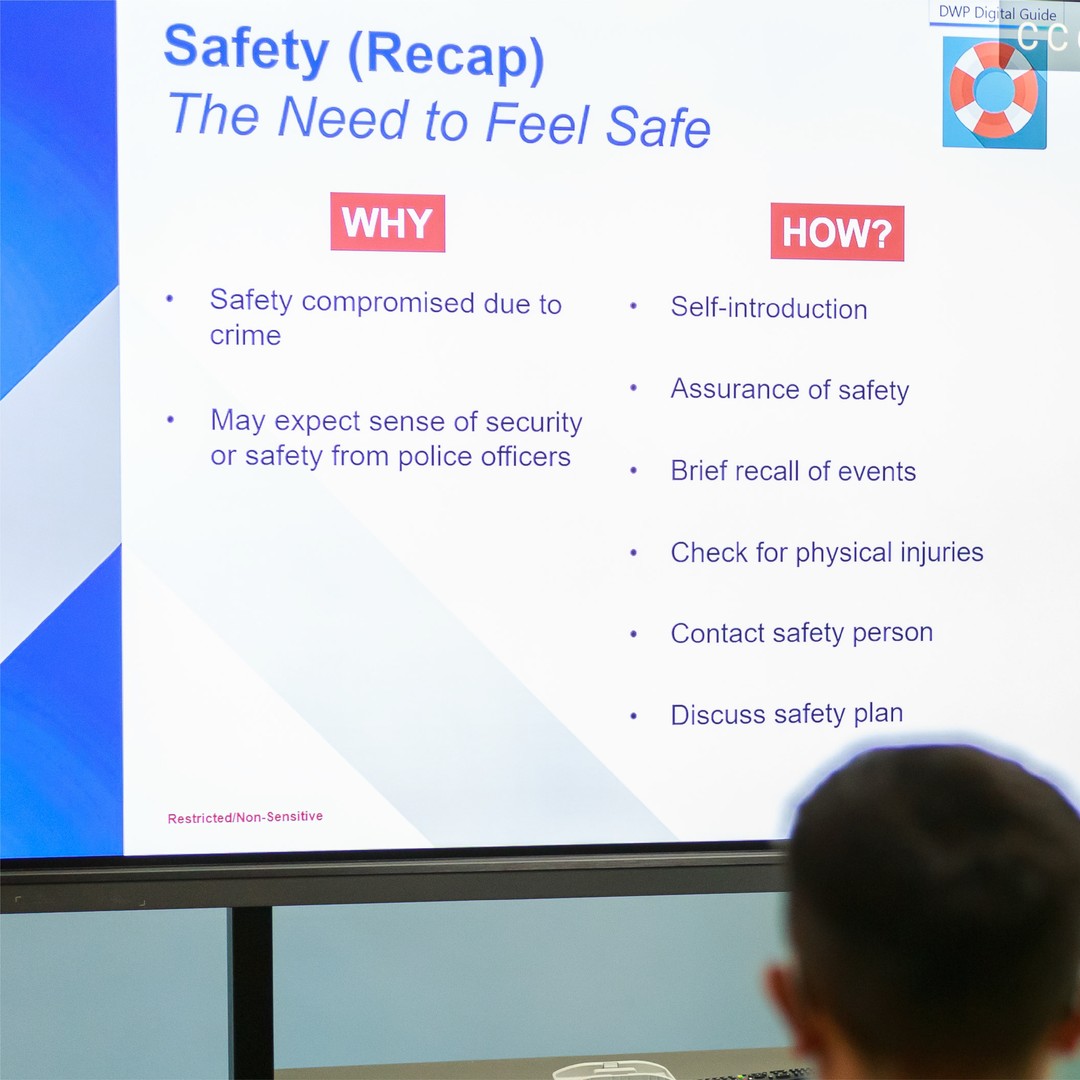 DWP Digital Guide
C C
Safety (Recap)
The Need to Feel Safe
WHY
Safety compromised due to
crime
May expect sense of security
or safety from police officers
HOW?
Self-introduction
Assurance of safety
Brief recall of events
Check for physical injuries
Contact safety person
Discuss safety plan
Restricted/Non-Sensitive